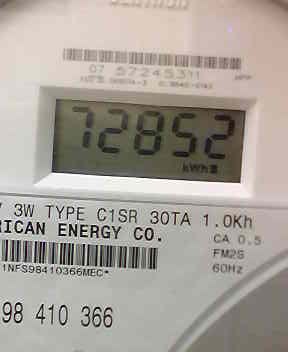 07 57245311
72852
kWh
3W TYPE C1SR 30TA 1.0Kh
RICAN ENERGY CO.
CA 0.5
FM2S
60Hz
1NFS98410366MEC*
98 410 366